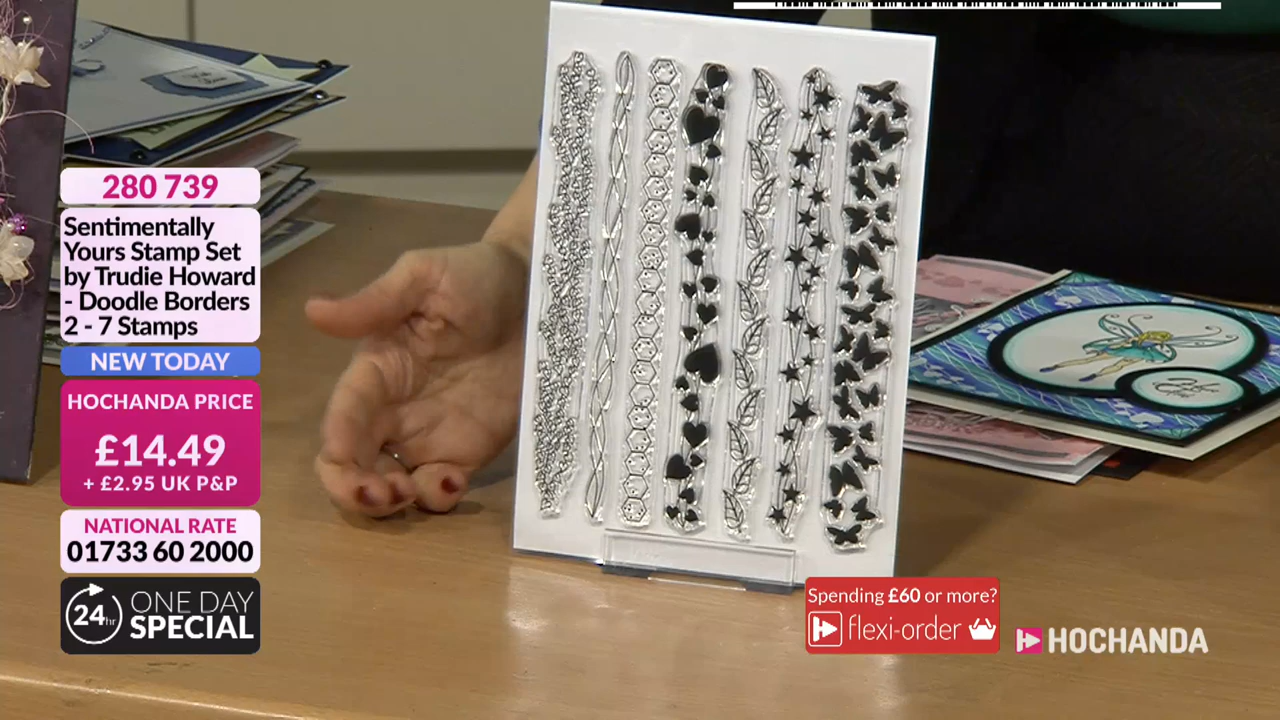 280 739
Sentimentally
Yours Stamp Set
by Trudie Howard
- Doodle Borders
2 - 7 Stamps
NEW TODAY
HOCHANDA PRICE
£14.49
+ £2.95 UK P&P
NATIONAL RATE
01733 60 2000
24hr ONE DAY
SPECIAL
Spending £60 or more?
flexi-order
HOCHANDA